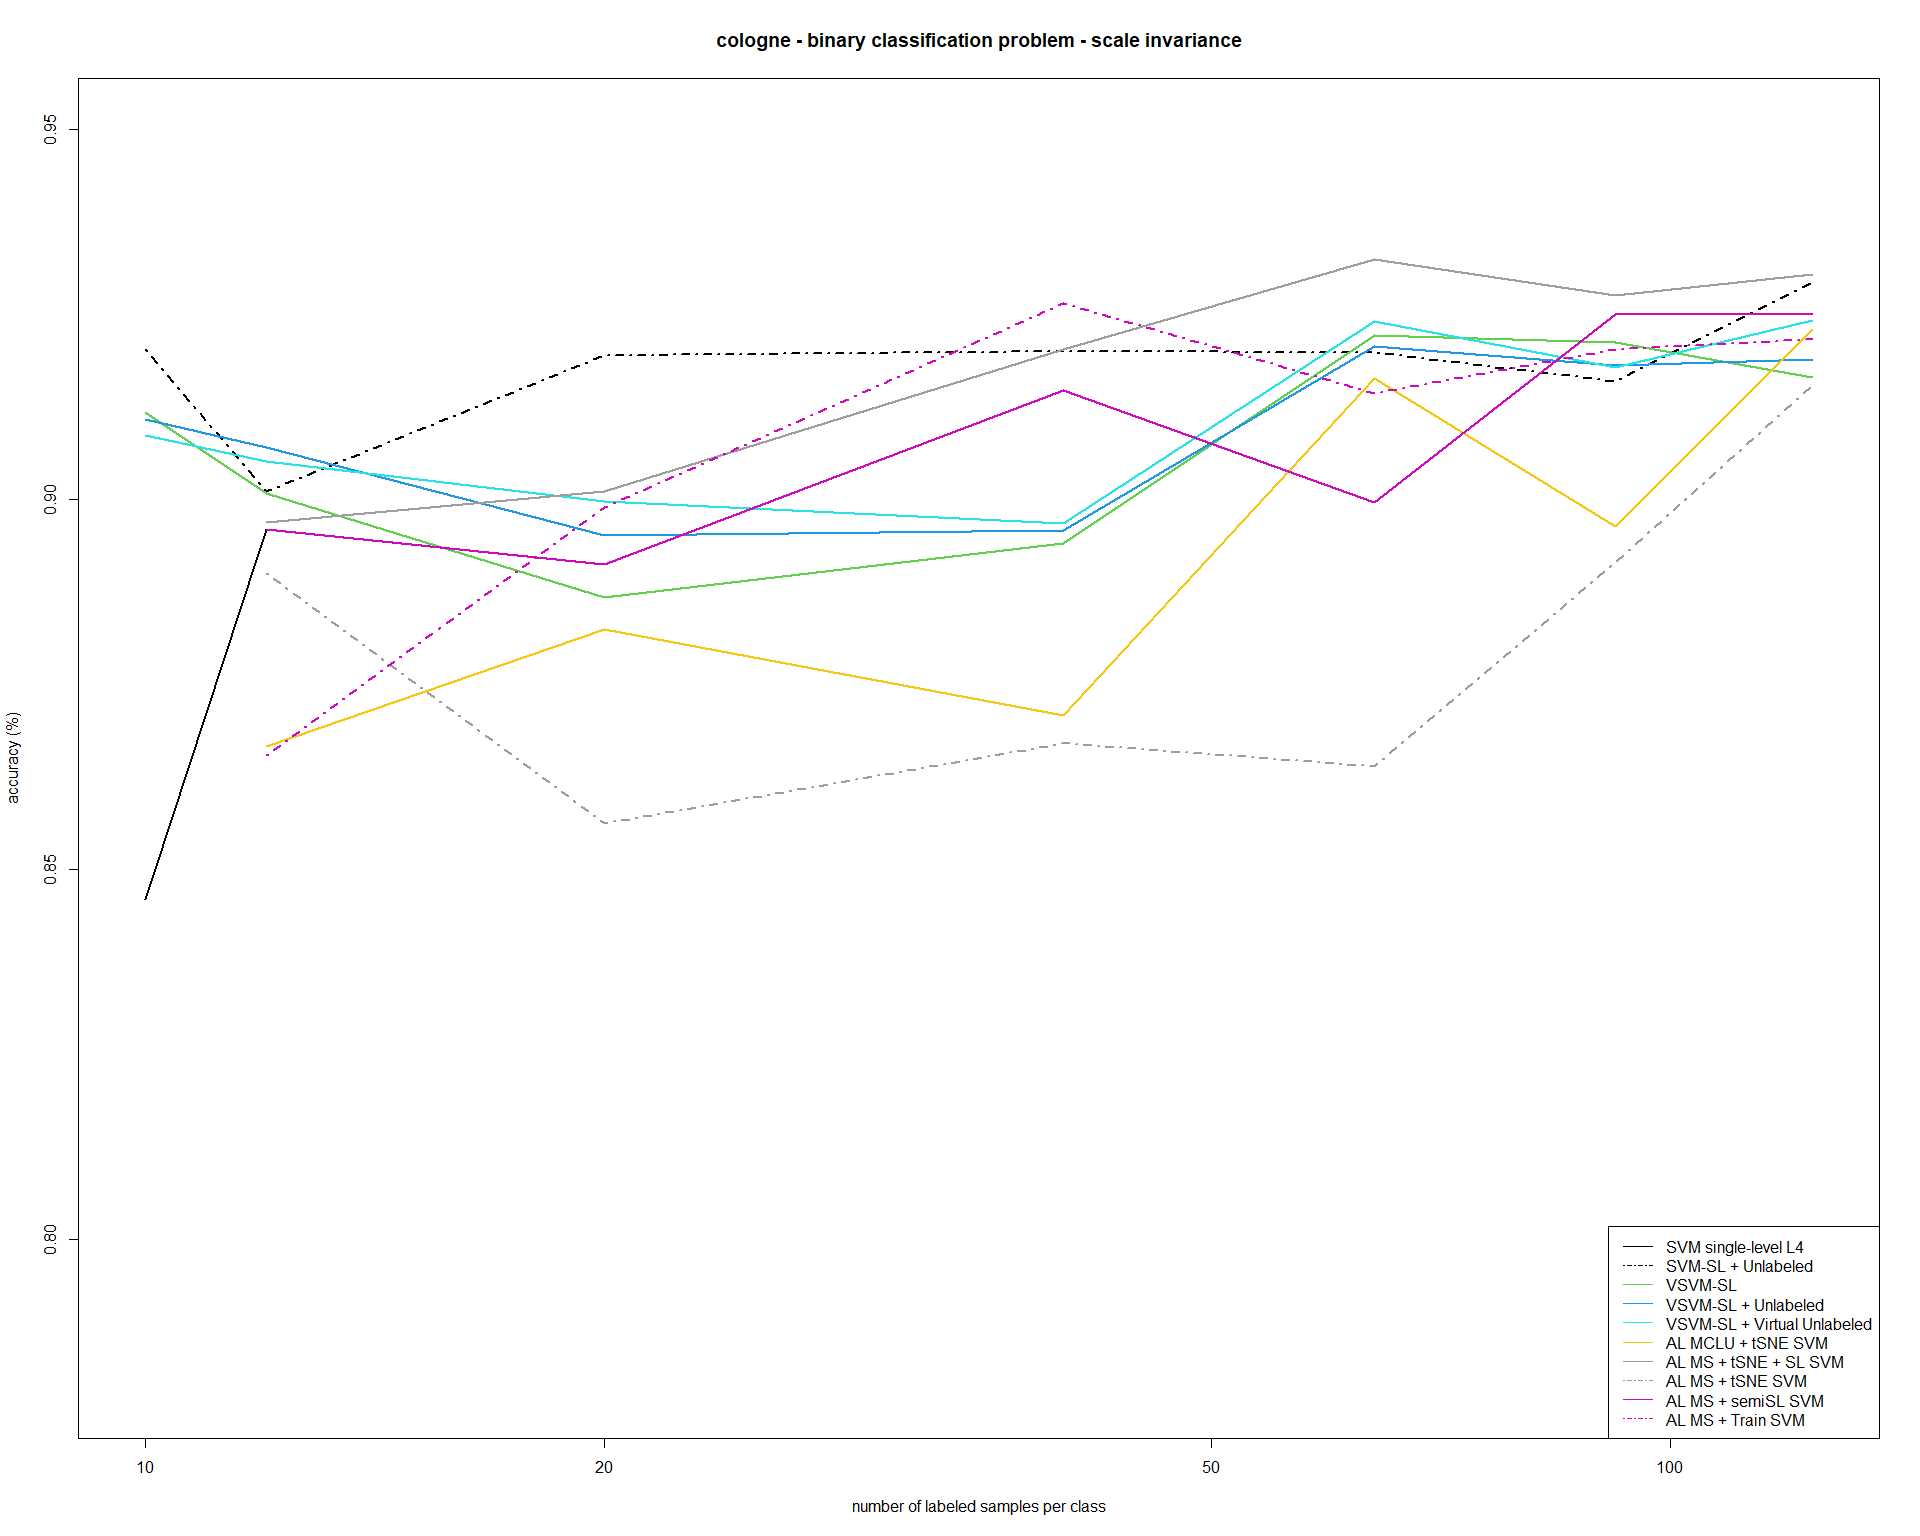 cologne - binary classification problem - scale invariance
0.95
0.90
0.85
0.80
accuracy (%)
10
20
50
100
number of labeled samples per class
SVM single-level L4
SVM-SL + Unlabeled
VSVM-SL
VSVM-SL + Unlabeled
VSVM-SL + Virtual Unlabeled
AL MCLU + tSNE SVM
AL MS + tSNE + SL SVM
AL MS + tSNE SVM
AL MS + semiSL SVM
AL MS + Train SVM